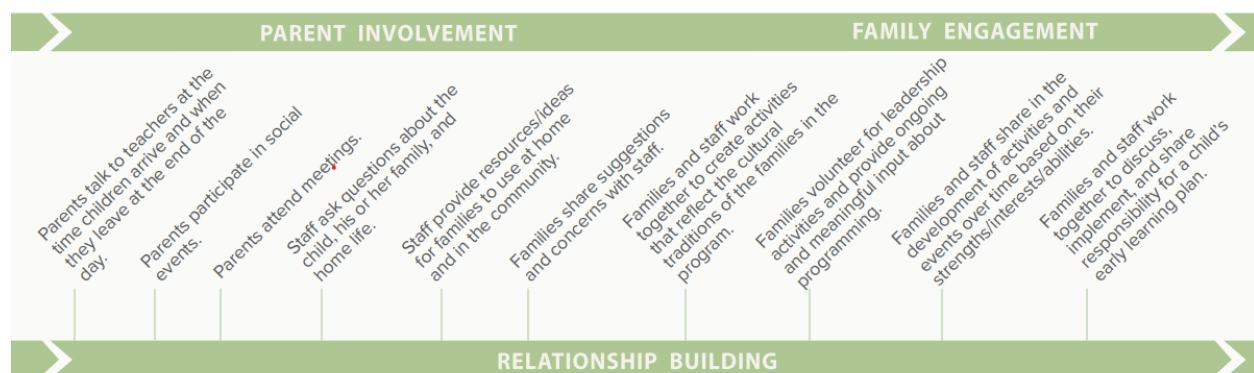 PARENT INVOLVEMENT
FAMILY ENGAGEMENT
Parents talk to teachers at the
time children arrive and when
they leave at the end of the
day.
Parents participate in social
events.
Parents attend meetings.
Staff ask questions about the
child, his or her family, and
home life.
Staff provide resources/ideas
for families to use at home
and in the community.
Families share suggestions
and concerns with staff.
Families and staff work
together to create activities
that reflect the cultural
traditions of the families in the
program.
Families volunteer for leadership
activities and provide ongoing
and meaningful input about
programming.
Families and staff share in the
development of activities and
events over time based on their
strengths/interests/abilities.
Families and staff work
together to discuss,
implement, and share
responsibility for a child's
early learning plan.
RELATIONSHIP BUILDING